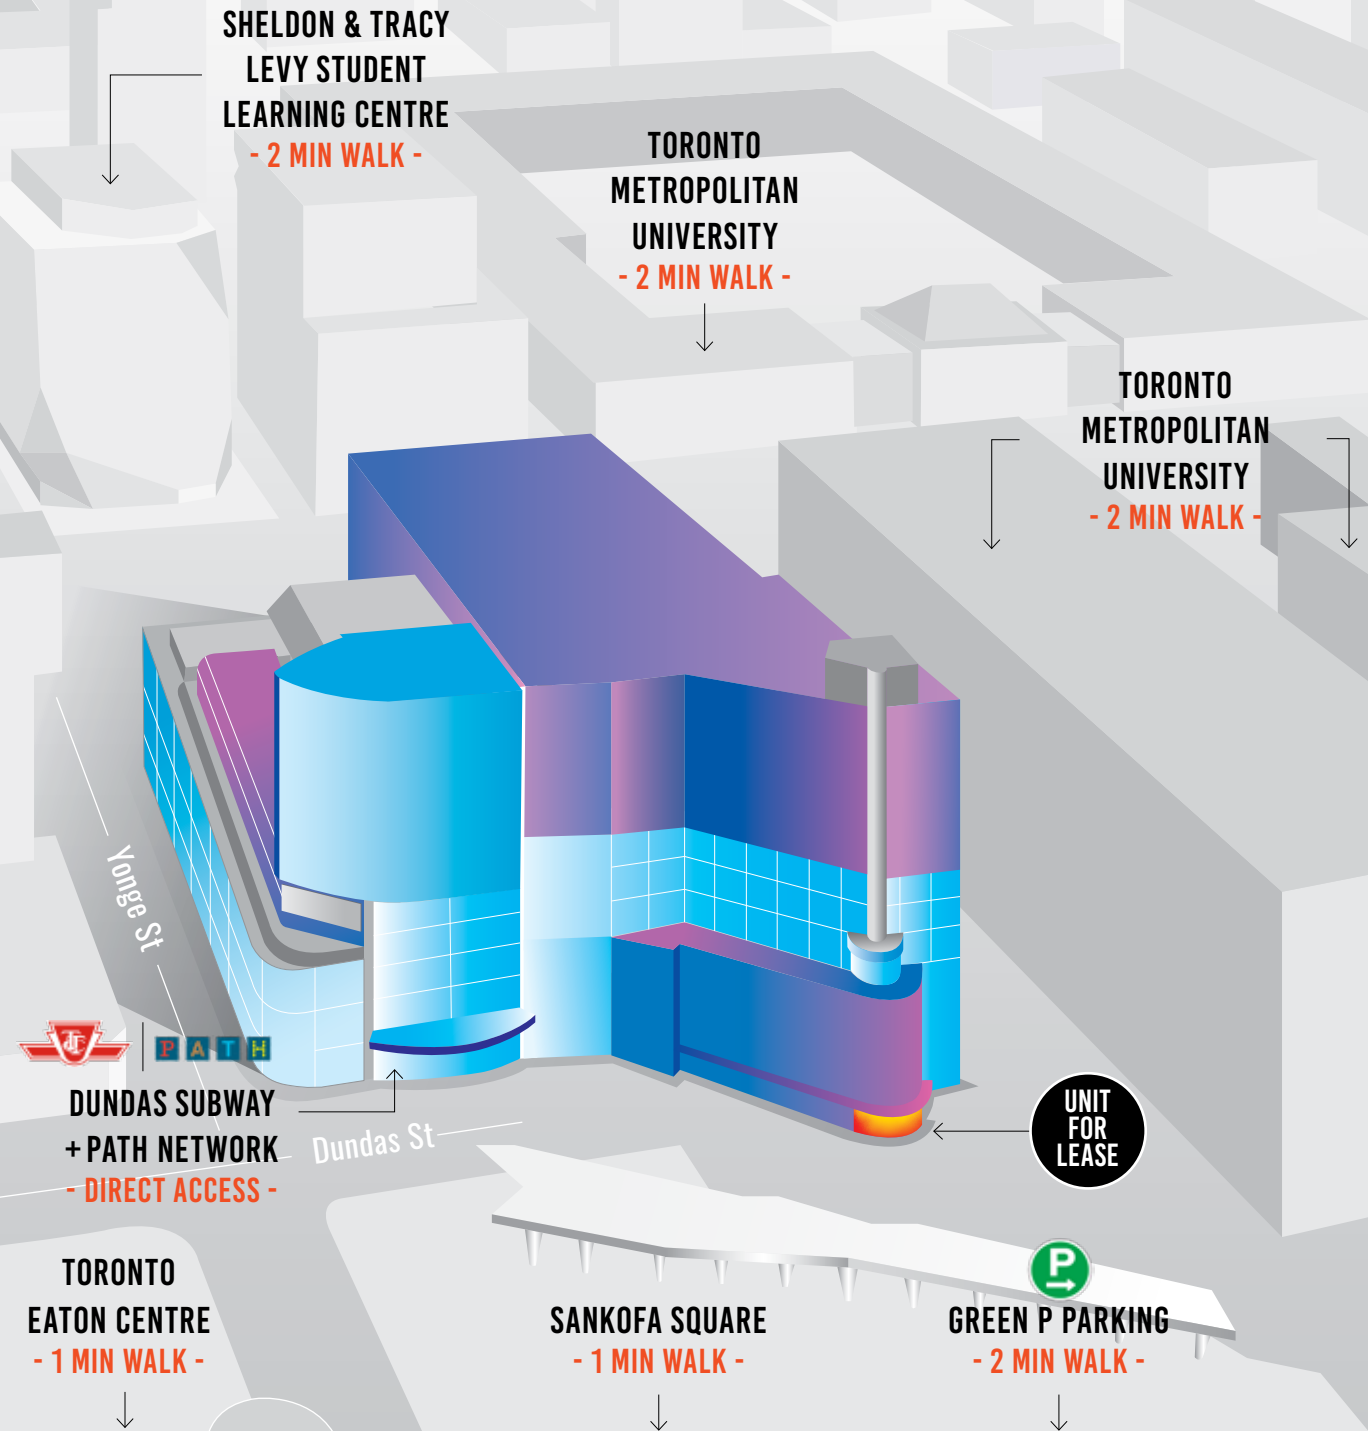 SHELDON & TRACY
LEVY STUDENT
LEARNING CENTRE
- 2 MIN WALK -
TORONTO
METROPOLITAN
UNIVERSITY
- 2 MIN WALK -
TORONTO
METROPOLITAN
UNIVERSITY
- 2 MIN WALK -
Yonge St
TTC
PATH
DUNDAS SUBWAY
+ PATH NETWORK
- DIRECT ACCESS -
Dundas St
UNIT
FOR
LEASE
TORONTO
EATON CENTRE
- 1 MIN WALK -
SANKOFA SQUARE
- 1 MIN WALK -
P
GREEN P PARKING
- 2 MIN WALK -